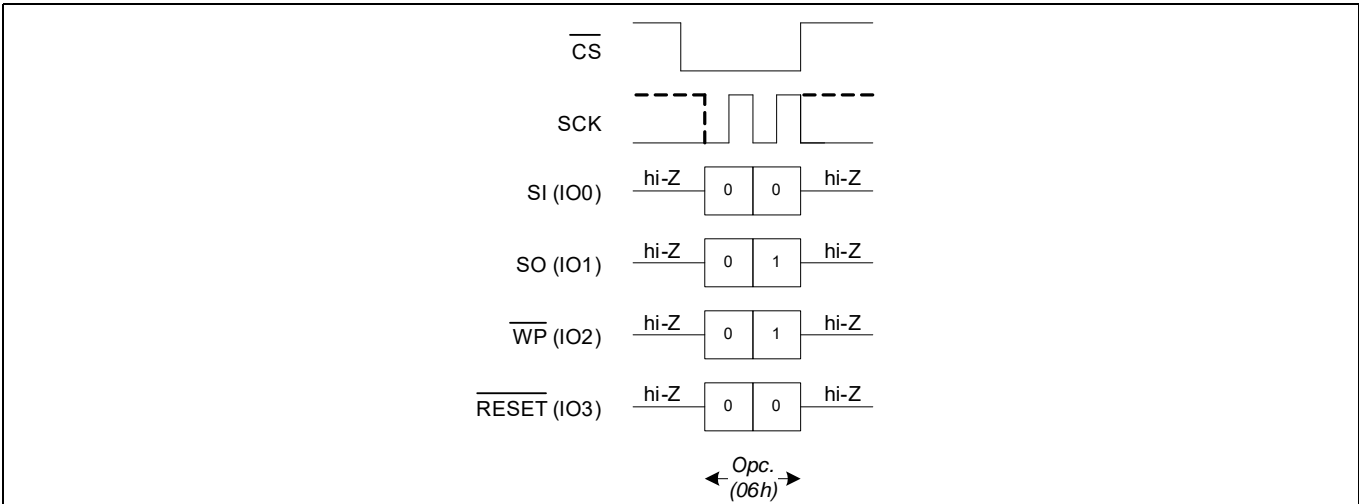 CS
SCK
SI (IO0) hi-Z 0 0 hi-Z
SO (IO1) hi-Z 0 1 hi-Z
WP (IO2) hi-Z 0 1 hi-Z
RESET (IO3) hi-Z 0 0 hi-Z
Opc.
(06h)